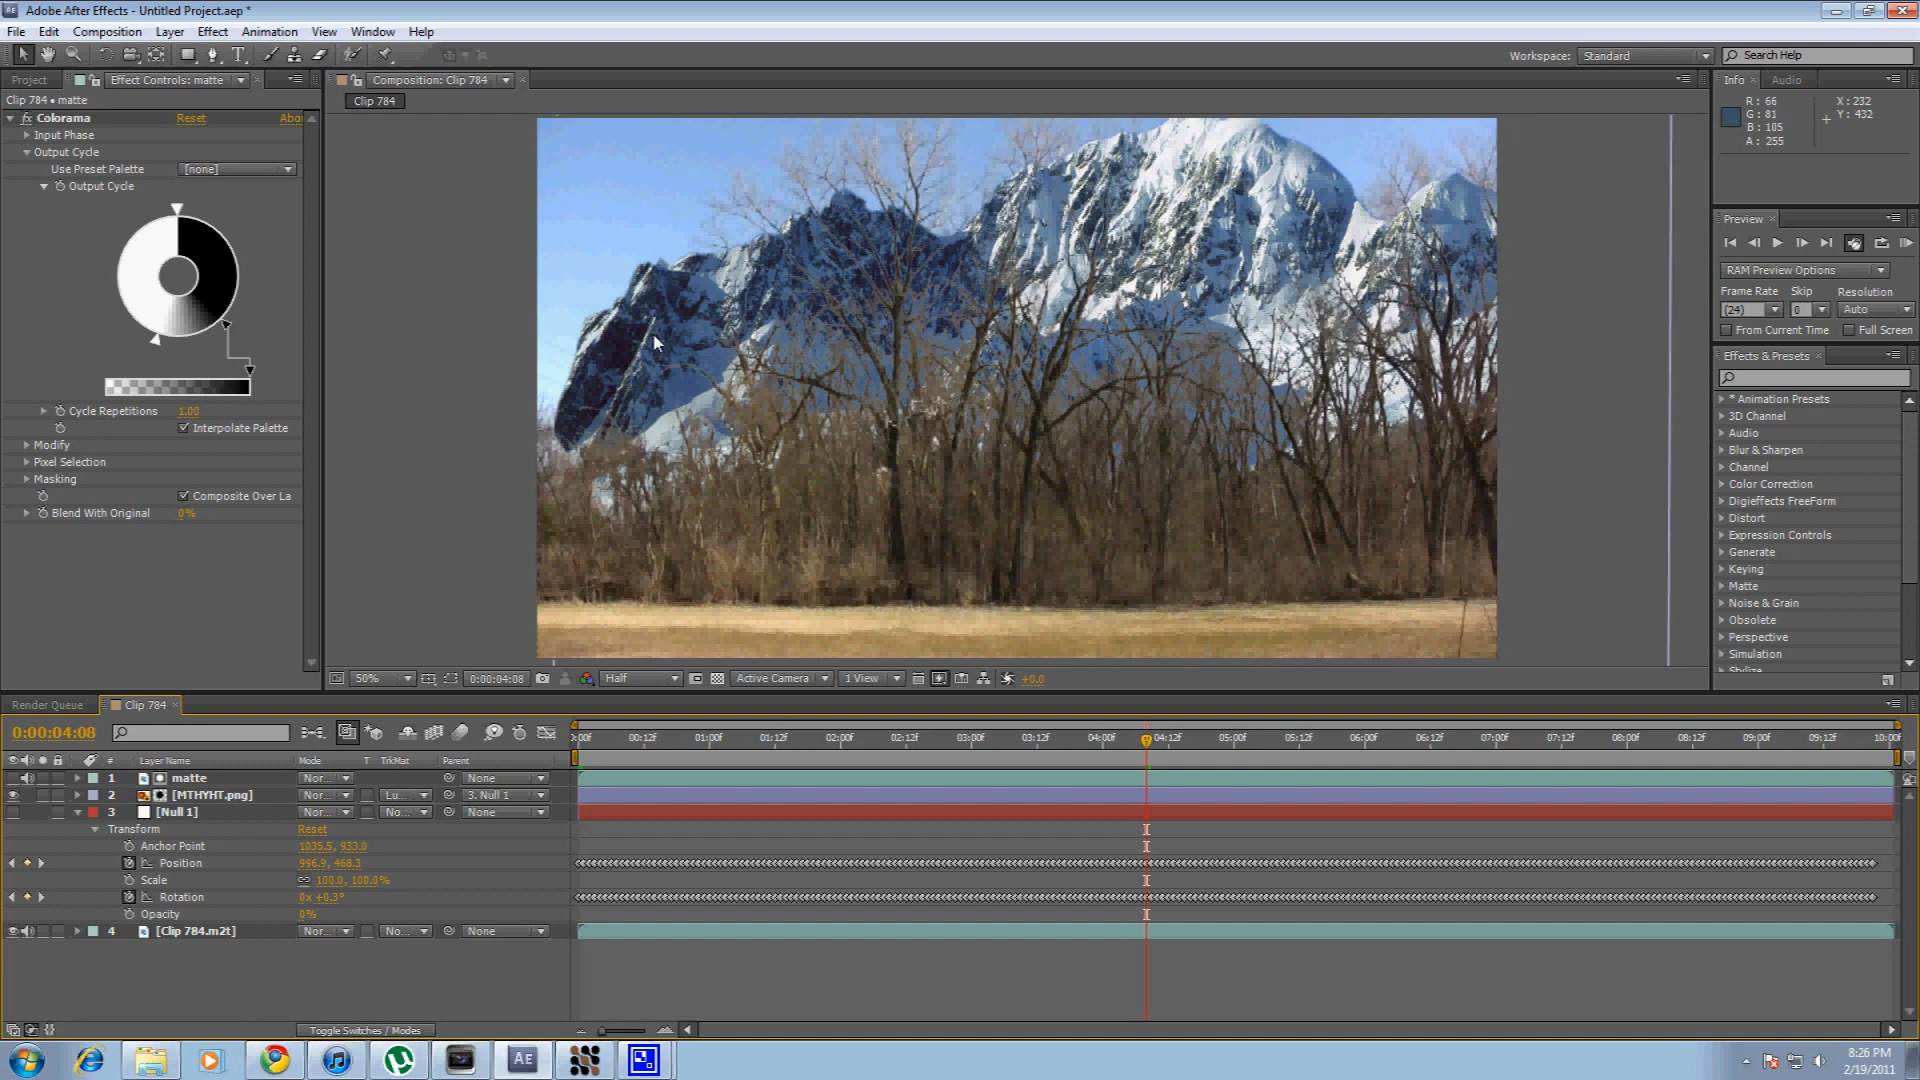 Adobe After Effects - Untitled Project.aep *
File Edit Composition Layer Effect Animation View Window Help
Workspace: Standard Search Help
Project Effect Controls: matte Composition: Clip 784 Info Audio
Clip 784 • matte Clip 784
R: 66 X: 232
G: 81 Y: 432
B: 105
A: 255
fx Colorama Reset Abo
Input Phase
Output Cycle
Use Preset Palette [none]
Output Cycle
Cycle Repetitions 1.00
Interpolate Palette
Modify
Pixel Selection
Masking
Composite Over La
Blend With Original 0%
Preview
RAM Preview Options
Frame Rate Skip Resolution
(24) 0 Auto
From Current Time Full Screen
Effects & Presets
* Animation Presets
3D Channel
Audio
Blur & Sharpen
Channel
Color Correction
Digieffects FreeForm
Distort
Expression Controls
Generate
Keying
Matte
Noise & Grain
Obsolete
Perspective
Simulation
Stylize
50% 0:00:04:08 Half Active Camera 1 View +0.0
Render Queue Clip 784
0:00:04:08
:00f 00:12f 01:00f 01:12f 02:00f 02:12f 03:00f 03:12f 04:00f 04:12f 05:00f 05:12f 06:00f 06:12f 07:00f 07:12f 08:00f 08:12f 09:00f 09:12f 10:00f
# Layer Name Mode T TrkMat Parent
1 matte Nor... None
2 [MTHYHT.png] Nor... Lu... 3. Null 1
3 [Null 1] Nor... No... None
Transform Reset
Anchor Point 1035.5, 933.0
Position 996.9, 468.3
Scale 100.0, 100.0%
Rotation 0x +0.3°
Opacity 0%
4 [Clip 784.m2t] Nor... No... None
Toggle Switches / Modes
AE
8:26 PM
2/19/2011